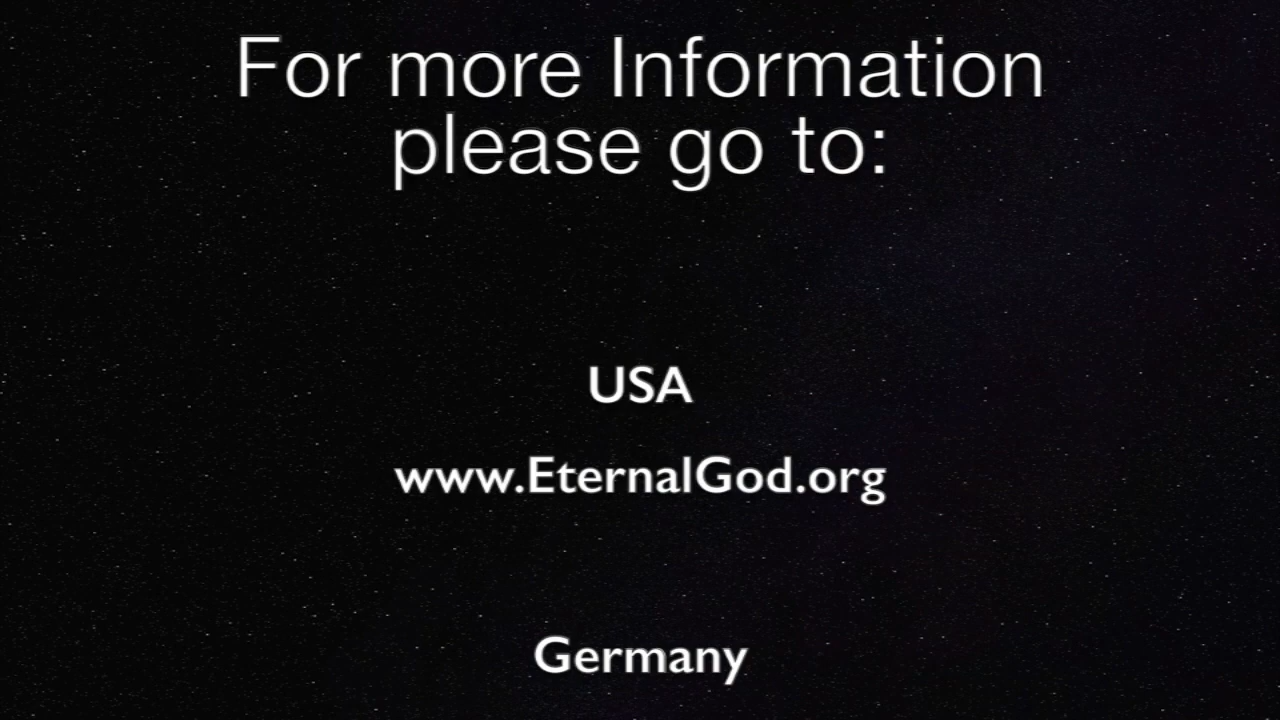 For more Information
please go to:
USA
www.EternalGod.org
Germany